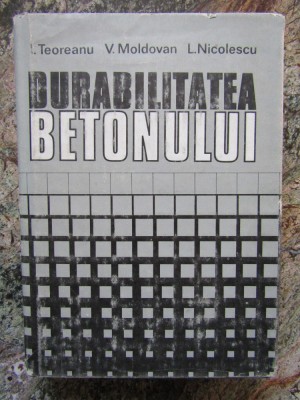 I. Teoreanu V. Moldovan L. Nicolescu
DURABILITATEA
BETONULUI